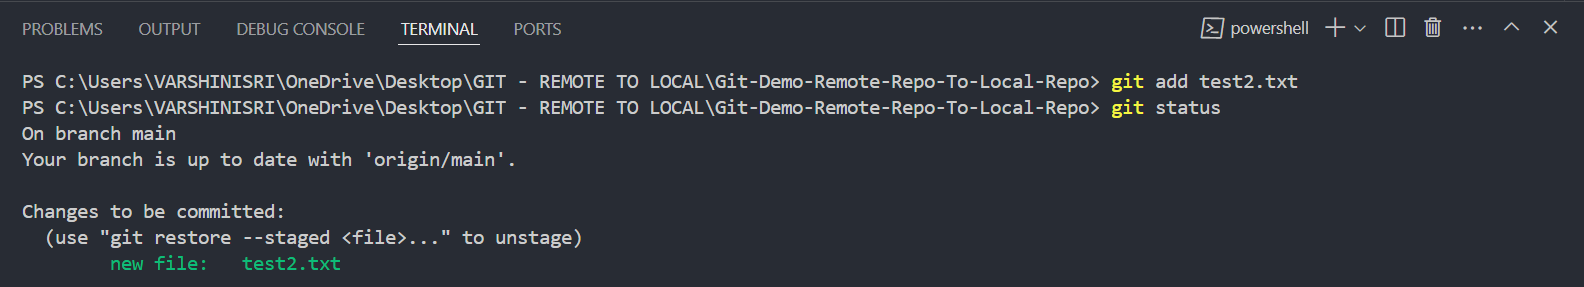 PROBLEMS OUTPUT DEBUG CONSOLE TERMINAL PORTS powershell
PS C:\Users\VARSHINISRI\OneDrive\Desktop\GIT - REMOTE TO LOCAL\Git-Demo-Remote-Repo-To-Local-Repo> git add test2.txt
PS C:\Users\VARSHINISRI\OneDrive\Desktop\GIT - REMOTE TO LOCAL\Git-Demo-Remote-Repo-To-Local-Repo> git status
On branch main
Your branch is up to date with 'origin/main'.
Changes to be committed:
  (use "git restore --staged <file>..." to unstage)
        new file:   test2.txt